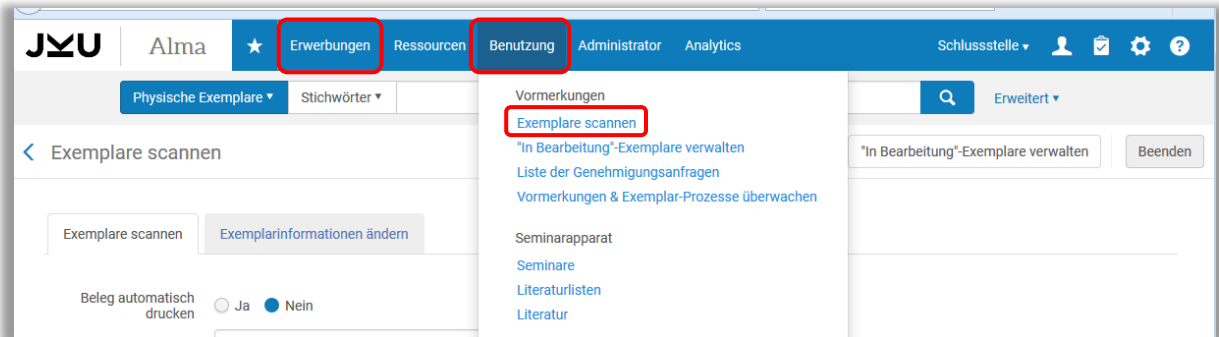 JKU Alma ★ Erwerbungen Ressourcen Benutzung Administrator Analytics Schlussstelle ▾ ?
Physische Exemplare ▾ Stichwörter ▾ Erweitert ▾
Vormerkungen
Exemplare scannen
"In Bearbeitung"-Exemplare verwalten
Liste der Genehmigungsanfragen
Vormerkungen & Exemplar-Prozesse überwachen
Seminarapparat
Seminare
Literaturlisten
Literatur
Exemplare scannen "In Bearbeitung"-Exemplare verwalten Beenden
Exemplare scannen Exemplarinformationen ändern
Beleg automatisch
drucken Ja Nein